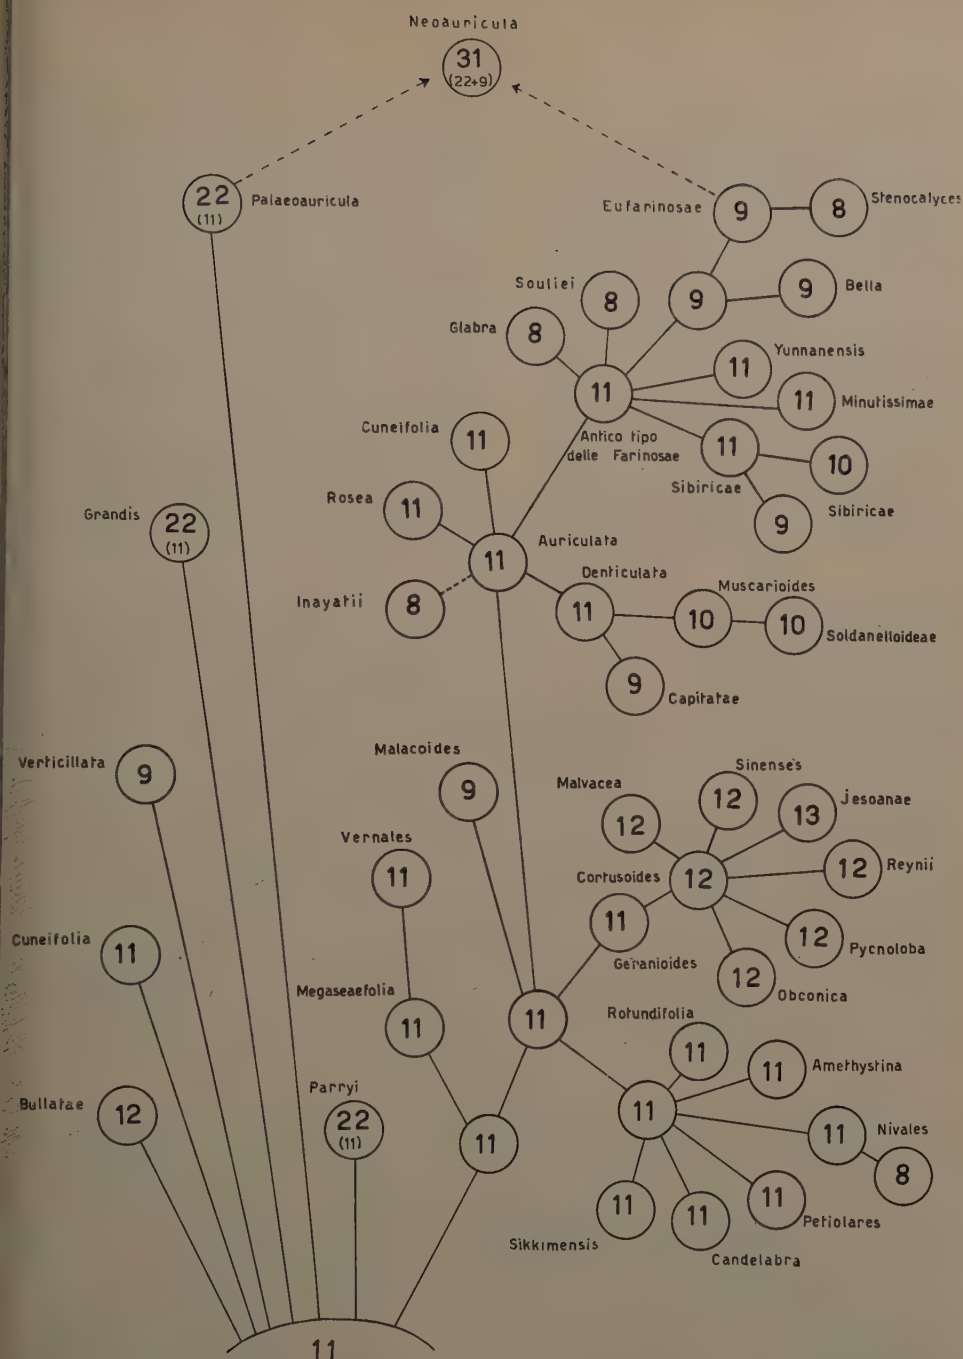 Neoauricula
31
(22+9)
22
(11)
Palaeoauricula
Eufarinosae
9
8
Souliei
8
9
9
Bella
Glabra
8
Yunnanensis
11
11
11
Minutissimae
Cuneifolia
11
Antico tipo
delle Farinosae
11
10
Sibiricae
Sibiricae
9
Rosea
11
Grandis
22
(11)
11
Auriculata
Denticulata
Inayatii
8
11
Muscarioides
10
10
Soldanelloideae
9
Capitatae
Verticillata
9
Malacoides
9
Malvacea
12
Sinenses
12
Jesoanae
13
Vernales
11
Cortusoides
12
12
Reynii
11
Geranioides
12
Pycnoloba
12
Obconica
Cuneifolia
11
Megaseaefolia
11
11
Rotundifolia
11
11
Amethystina
Bullatae
12
Parryi
22
(11)
11
11
11
Nivales
8
11
Sikkimensis
11
Candelabra
11
Petiolares
11